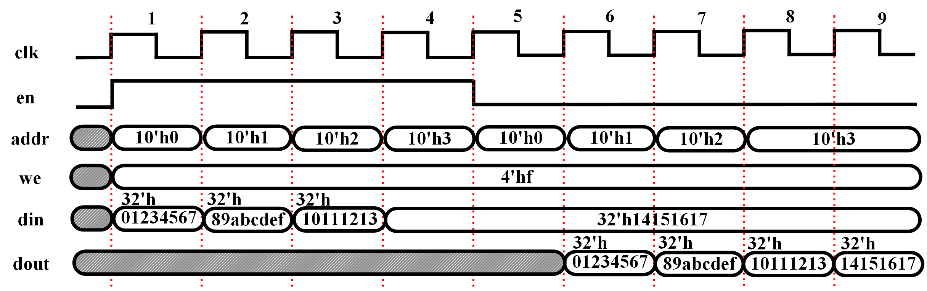 1 2 3 4 5 6 7 8 9
clk
en
addr 10'h0 10'h1 10'h2 10'h3 10'h0 10'h1 10'h2 10'h3
we 4'hf
32'h 32'h 32'h
din 01234567 89abcdef 10111213 32'h14151617
32'h 32'h 32'h 32'h
dout 01234567 89abcdef 10111213 14151617